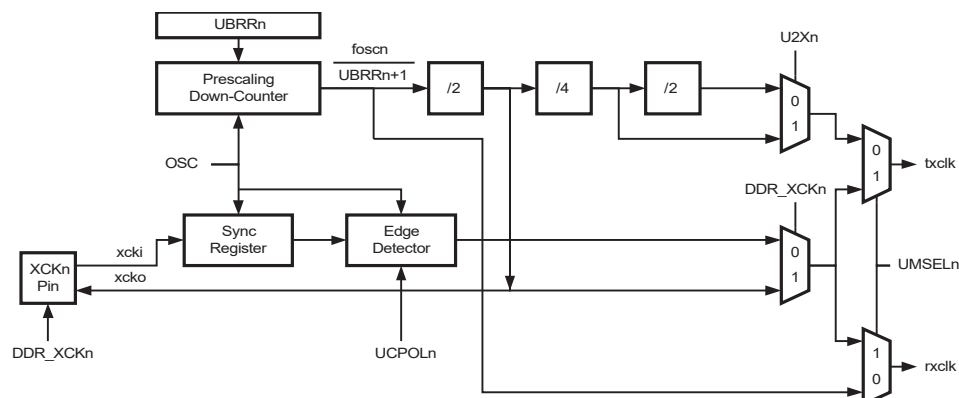 UBRRn
foscn
UBRRn+1
Prescaling
Down-Counter
/2
/4
/2
U2Xn
0
1
OSC
0
1
txclk
DDR_XCKn
Sync
Register
Edge
Detector
0
1
xcki
xcko
XCKn
Pin
UMSELn
DDR_XCKn
UCPOLn
1
0
rxclk